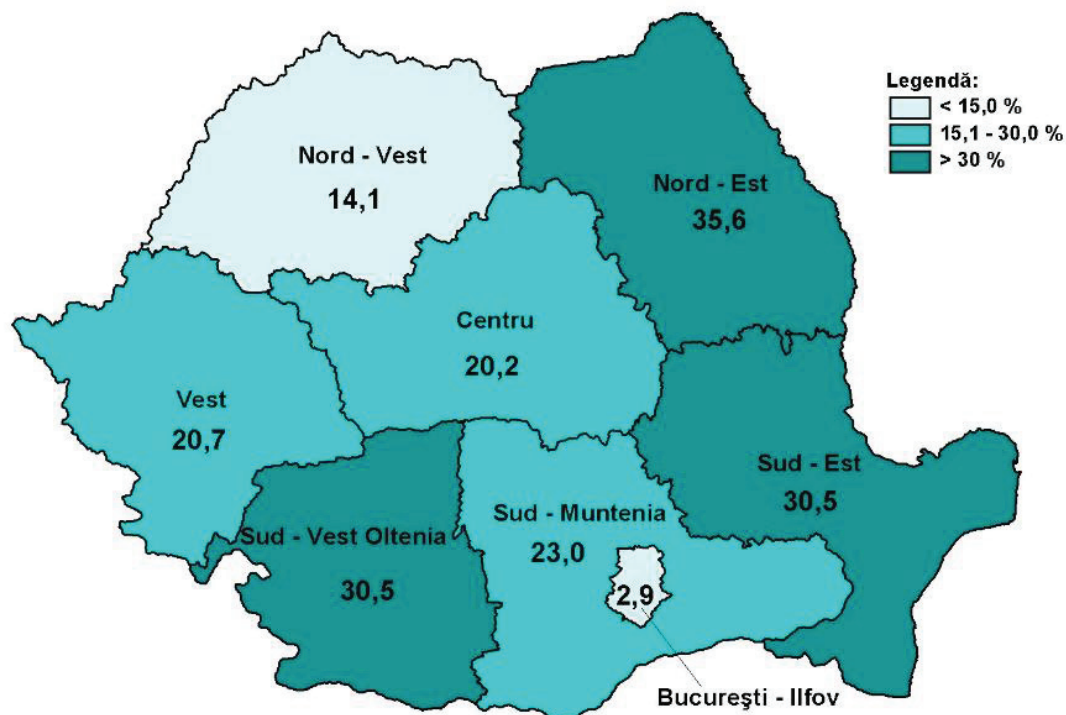 Legendă:
< 15,0 %
15,1 - 30,0 %
> 30 %
Nord - Vest
14,1
Nord - Est
35,6
Centru
20,2
Vest
20,7
Sud - Est
30,5
Sud - Vest Oltenia
30,5
Sud - Muntenia
23,0
2,9
Bucureşti - Ilfov